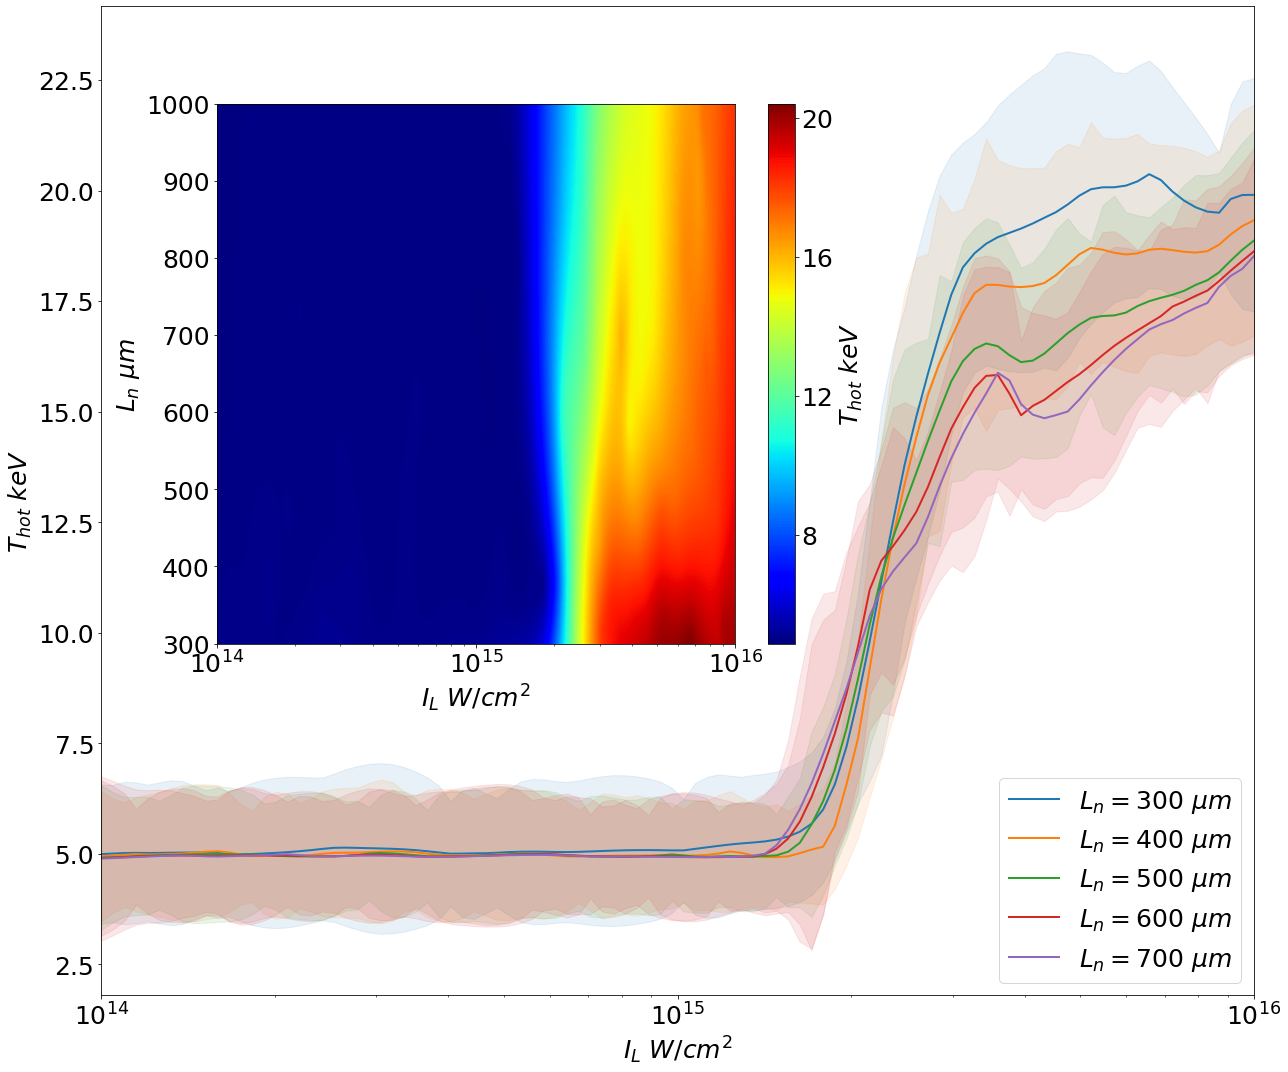 22.5
20.0
17.5
15.0
12.5
10.0
7.5
5.0
2.5
T_hot keV
10^14
10^15
10^16
I_L W/cm^2
1000
900
800
700
600
500
400
300
L_n μm
10^14
10^15
10^16
I_L W/cm^2
20
16
12
8
T_hot keV
L_n = 300 μm
L_n = 400 μm
L_n = 500 μm
L_n = 600 μm
L_n = 700 μm